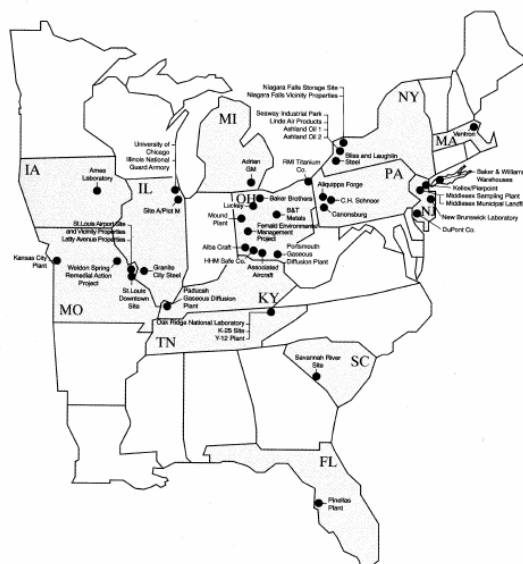 Niagara Falls Storage Site
Niagara Falls Vicinity Properties
NY
Seaway Industrial Park
Linde Air Products
Ashland Oil 1
Ashland Oil 2
MI
MA
Ventron
University of
Chicago
Illinois National
Guard Armory
Adrian
GM
RMI Titanium
Co.
Bliss and Laughlin
Steel
PA
Baker & William
Warehouses
IA
Ames
Laboratory
IL
Site A/Plot M
OH
Luckey
Baker Brothers
Aliquippa Forge
C.H. Schnoor
Canonsburg
Kellex/Pierpont
Middlesex Sampling Plant
Middlesex Municipal Landfi
NJ
New Brunswick Laboratory
DuPont Co.
St.Louis Airport Site
and Vicinity Properties
Latty Avenue Properties
Mound
Plant
B&T
Metals
Fernald Environmental
Management
Project
Kansas City
Plant
Weldon Spring
Remedial Action
Project
Granite
City Steel
St.Louis
Downtown
Site
Alba Craft
HHM Safe Co.
Associated
Aircraft
Portsmouth
Gaseous
Diffusion Plant
MO
Paducah
Gaseous Diffusion
Plant
KY
Oak Ridge National Laboratory
K-25 Site
Y-12 Plant
TN
Savannah River
Site
SC
FL
Pinellas
Plant